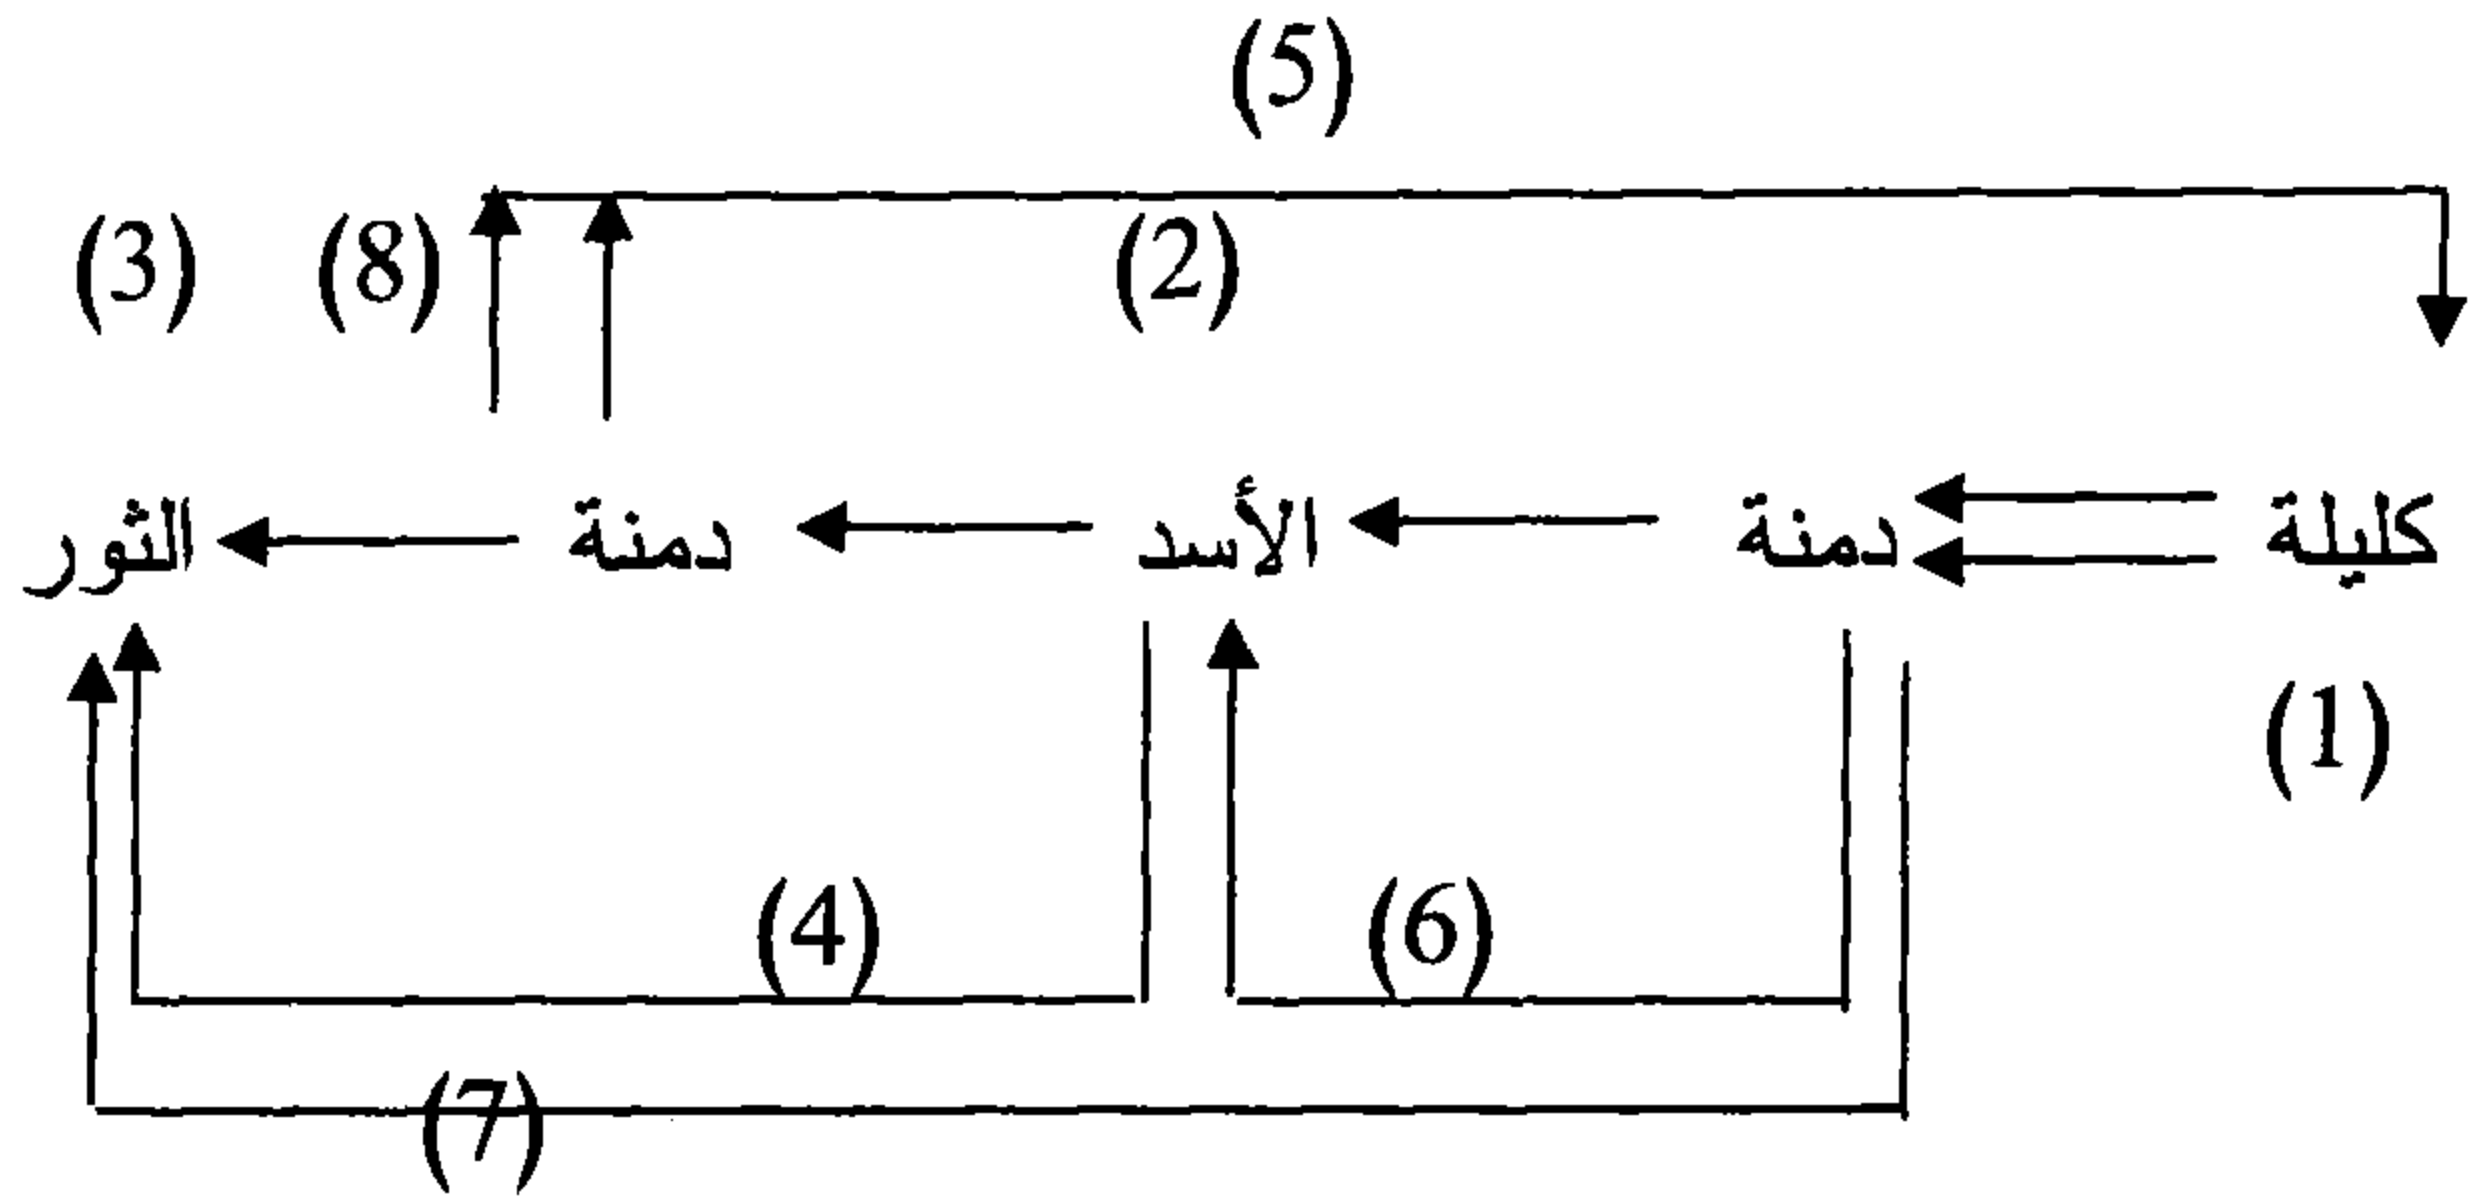 (5)
(2) (8) (3)
كليلة دمنة الأسد دمنة الثور
(1)
(6) (4)
(7)